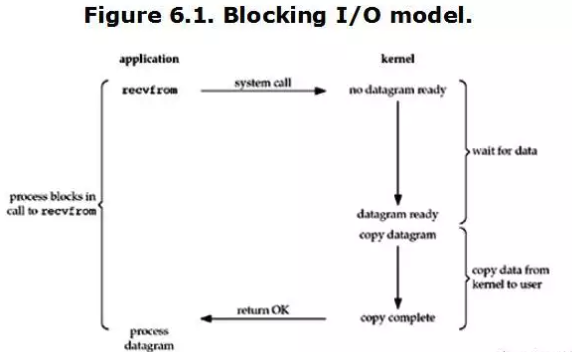 Figure 6.1. Blocking I/O model.
application
kernel
recvfrom
system call
no datagram ready
wait for data
process blocks in
call to recvfrom
datagram ready
copy datagram
copy data from
kernel to user
return OK
copy complete
process
datagram